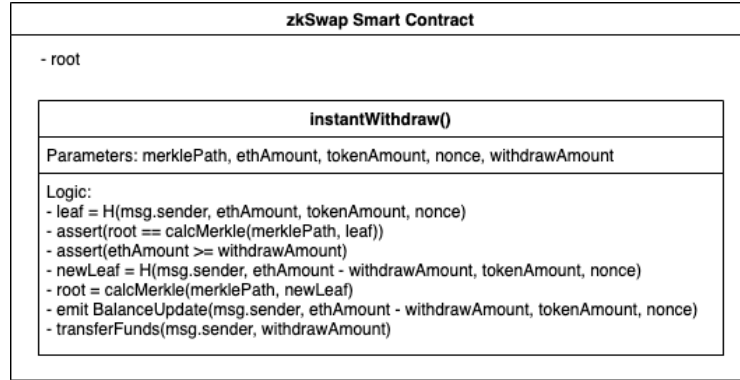 zkSwap Smart Contract
- root
instantWithdraw()
Parameters: merklePath, ethAmount, tokenAmount, nonce, withdrawAmount
Logic:
- leaf = H(msg.sender, ethAmount, tokenAmount, nonce)
- assert(root == calcMerkle(merklePath, leaf))
- assert(ethAmount >= withdrawAmount)
- newLeaf = H(msg.sender, ethAmount - withdrawAmount, tokenAmount, nonce)
- root = calcMerkle(merklePath, newLeaf)
- emit BalanceUpdate(msg.sender, ethAmount - withdrawAmount, tokenAmount, nonce)
- transferFunds(msg.sender, withdrawAmount)